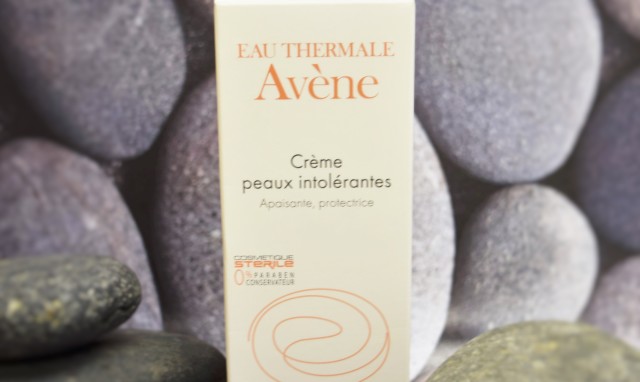 EAU THERMALE
Avène
Crème
peaux intolérantes
Apaisante, protectrice
COSMETIQUE
STERILE
0% PARABEN
CONSERVATEUR